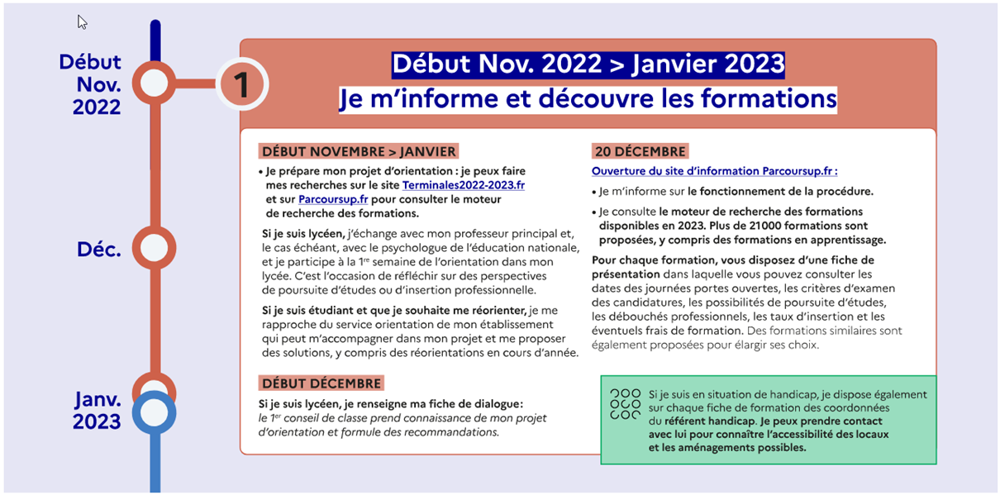 Début
Nov.
2022
Déc.
Janv.
2023
1
Début Nov. 2022 > Janvier 2023
Je m’informe et découvre les formations
DÉBUT NOVEMBRE > JANVIER
• Je prépare mon projet d’orientation : je peux faire
mes recherches sur le site Terminales2022-2023.fr
et sur Parcoursup.fr pour consulter le moteur
de recherche des formations.
Si je suis lycéen, j’échange avec mon professeur principal et,
le cas échéant, avec le psychologue de l’éducation nationale,
et je participe à la 1re semaine de l’orientation dans mon
lycée. C’est l’occasion de réfléchir sur des perspectives
de poursuite d’études ou d’insertion professionnelle.
Si je suis étudiant et que je souhaite me réorienter, je me
rapproche du service orientation de mon établissement
qui peut m’accompagner dans mon projet et me proposer
des solutions, y compris des réorientations en cours d’année.
DÉBUT DÉCEMBRE
Si je suis lycéen, je renseigne ma fiche de dialogue :
le 1er conseil de classe prend connaissance de mon projet
d’orientation et formule des recommandations.
20 DÉCEMBRE
Ouverture du site d’information Parcoursup.fr :
• Je m’informe sur le fonctionnement de la procédure.
• Je consulte le moteur de recherche des formations
disponibles en 2023. Plus de 21000 formations sont
proposées, y compris des formations en apprentissage.
Pour chaque formation, vous disposez d’une fiche de
présentation dans laquelle vous pouvez consulter les
dates des journées portes ouvertes, les critères d’examen
des candidatures, les possibilités de poursuite d’études,
les débouchés professionnels, les taux d’insertion et les
éventuels frais de formation. Des formations similaires sont
également proposées pour élargir ses choix.
Si je suis en situation de handicap, je dispose également
sur chaque fiche de formation des coordonnées
du référent handicap. Je peux prendre contact
avec lui pour connaître l’accessibilité des locaux
et les aménagements possibles.